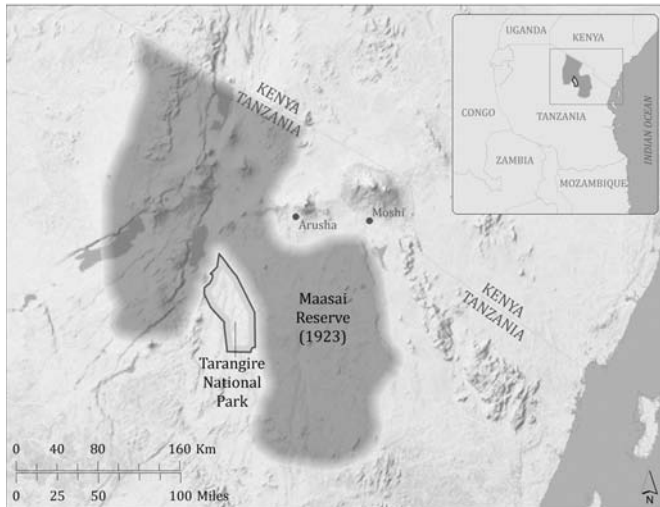 UGANDA
KENYA
CONGO
TANZANIA
INDIAN OCEAN
ZAMBIA
MOZAMBIQUE
KENYA
TANZANIA
Arusha
Moshi
KENYA
TANZANIA
Maasai
Reserve
(1923)
Tarangire
National
Park
0 40 80 160 Km
0 25 50 100 Miles
N